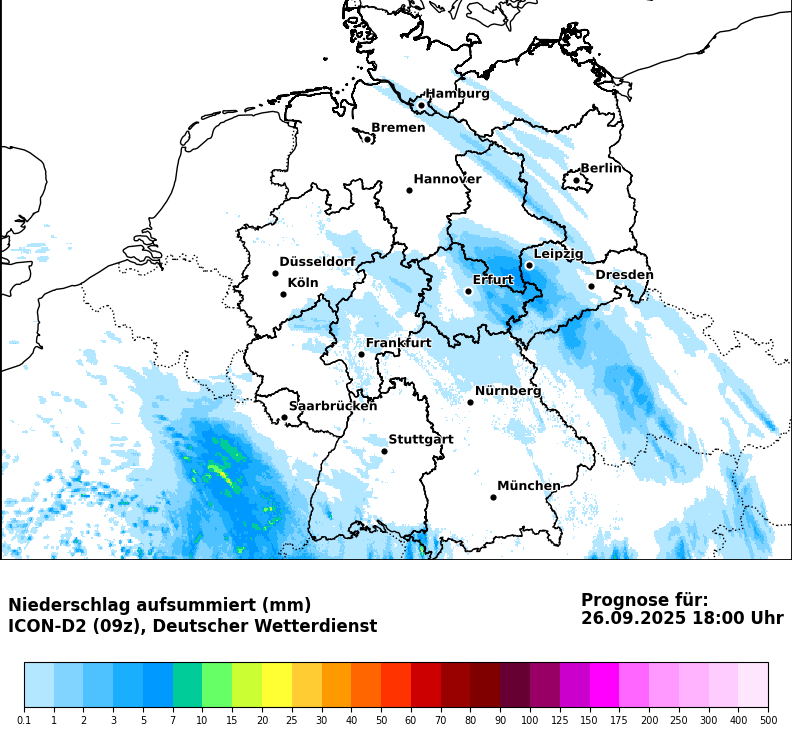 Hamburg
Bremen
Berlin
Hannover
Leipzig
Düsseldorf
Dresden
Köln
Erfurt
Frankfurt
Nürnberg
Saarbrücken
Stuttgart
München
Niederschlag aufsummiert (mm)
ICON-D2 (09z), Deutscher Wetterdienst
Prognose für:
26.09.2025 18:00 Uhr
0.1 1 2 3 5 7 10 15 20 25 30 40 50 60 70 80 90 100 125 150 175 200 250 300 400 500